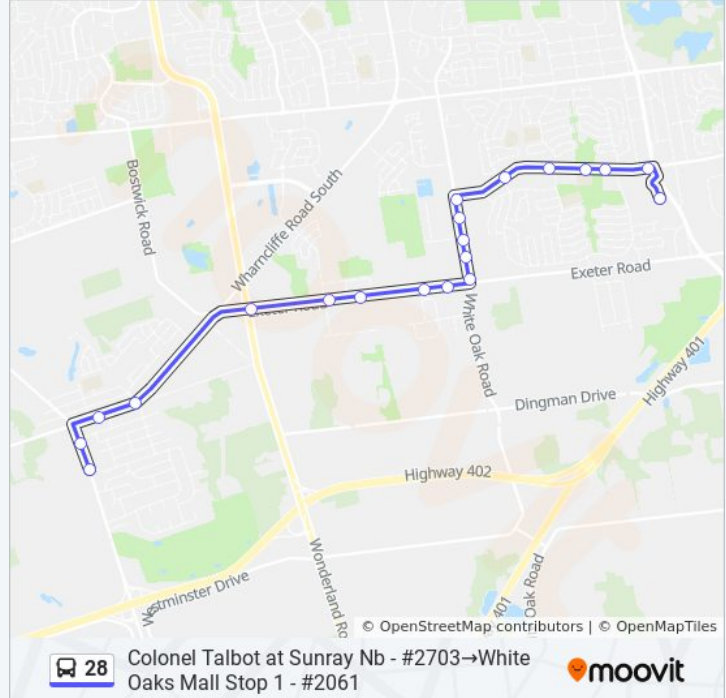 Bostwick Road
Wharncliffe Road South
Exeter Road
White Oak Road
Highway 401
Dingman Drive
Highway 402
Wonderland Ro
estminster Drive
W
401
Oak Road
© OpenStreetMap contributors | © OpenMapTiles
28
Colonel Talbot at Sunray Nb - #2703→White
Oaks Mall Stop 1 - #2061
moovit